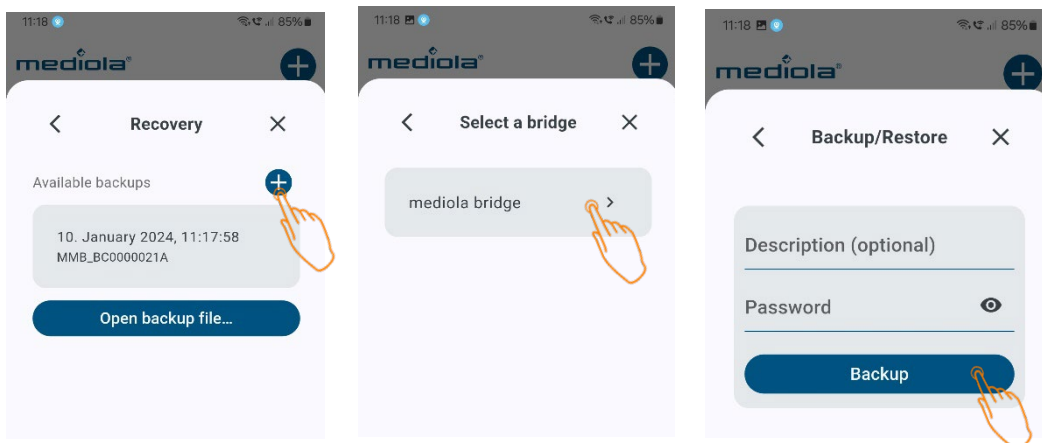 11:18
85%
mediola®
Recovery
Available backups
10. January 2024, 11:17:58
MMB_BC0000021A
Open backup file...
11:18
85%
mediola®
Select a bridge
mediola bridge
11:18
85%
mediola®
Backup/Restore
Description (optional)
Password
Backup